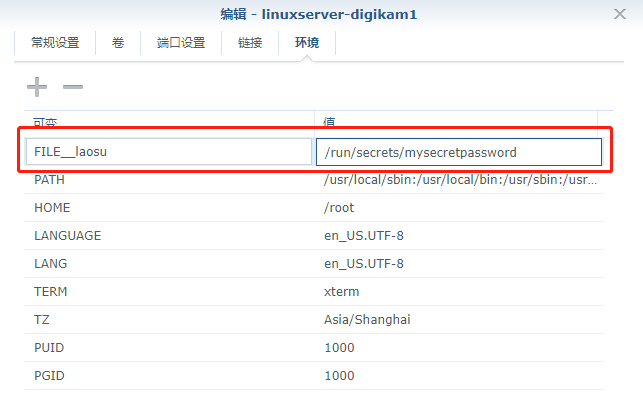 编辑 - linuxserver-digikam1
常规设置 卷 端口设置 链接 环境
可变 值
FILE__laosu /run/secrets/mysecretpassword
PATH /usr/local/sbin:/usr/local/bin:/usr/sbin:/usr...
HOME /root
LANGUAGE en_US.UTF-8
LANG en_US.UTF-8
TERM xterm
TZ Asia/Shanghai
PUID 1000
PGID 1000